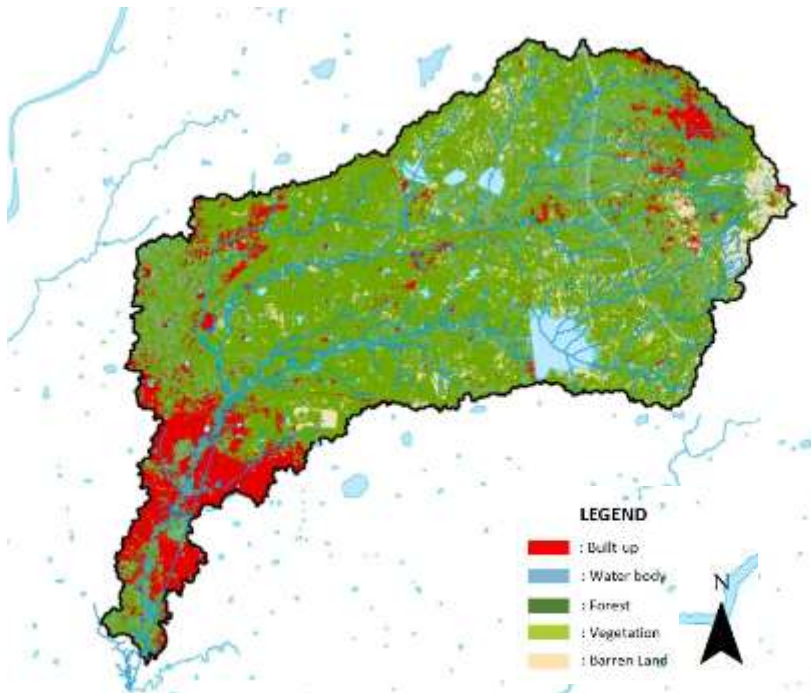 LEGEND
: Built up
: Water body
: Forest
: Vegetation
: Barren Land
N